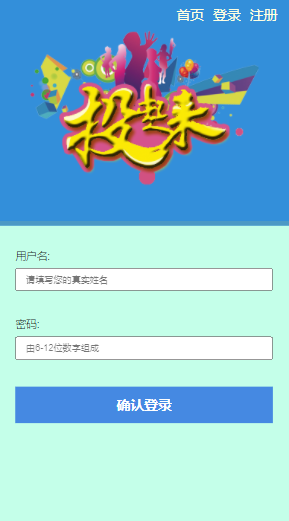 首页 登录 注册
投起来
用户名:
请填写您的真实姓名
密码:
由6-12位数字组成
确认登录